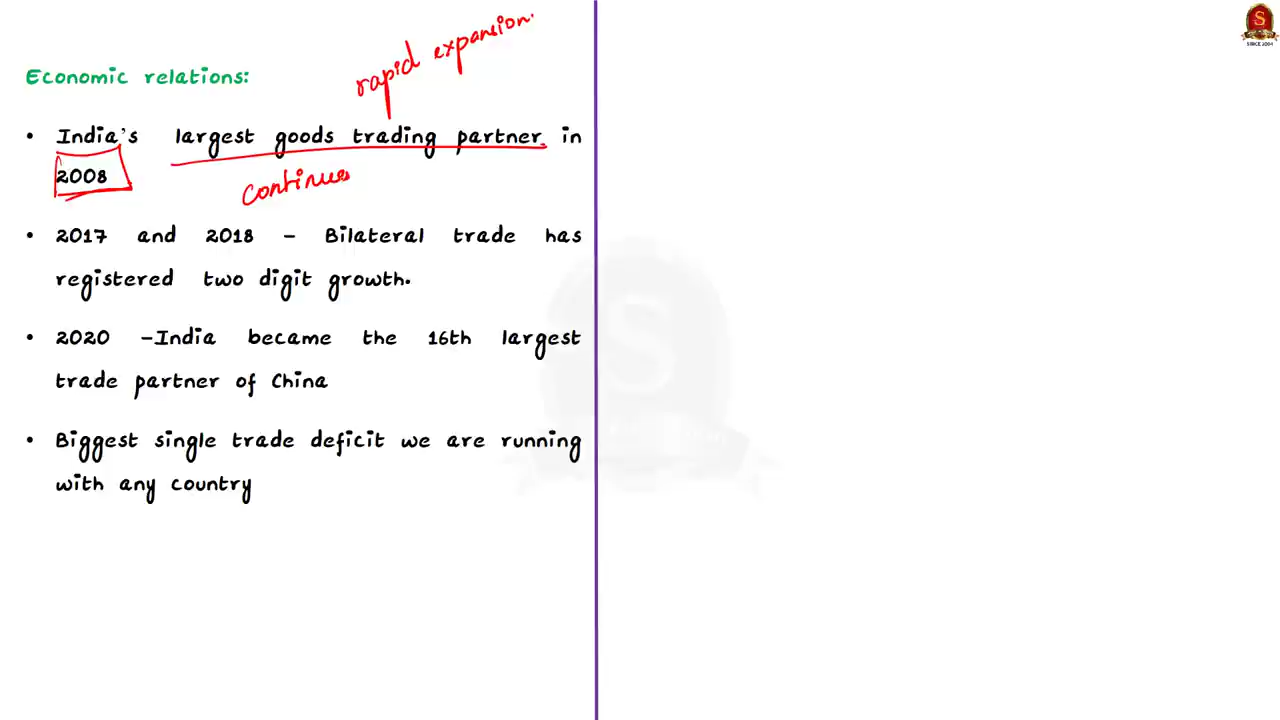 rapid expansion.
Economic relations:
• India's largest goods trading partner in
2008
continues
• 2017 and 2018 - Bilateral trade has
registered two digit growth.
• 2020 -India became the 16th largest
trade partner of China
• Biggest single trade deficit we are running
with any country
S
SINCE 2004